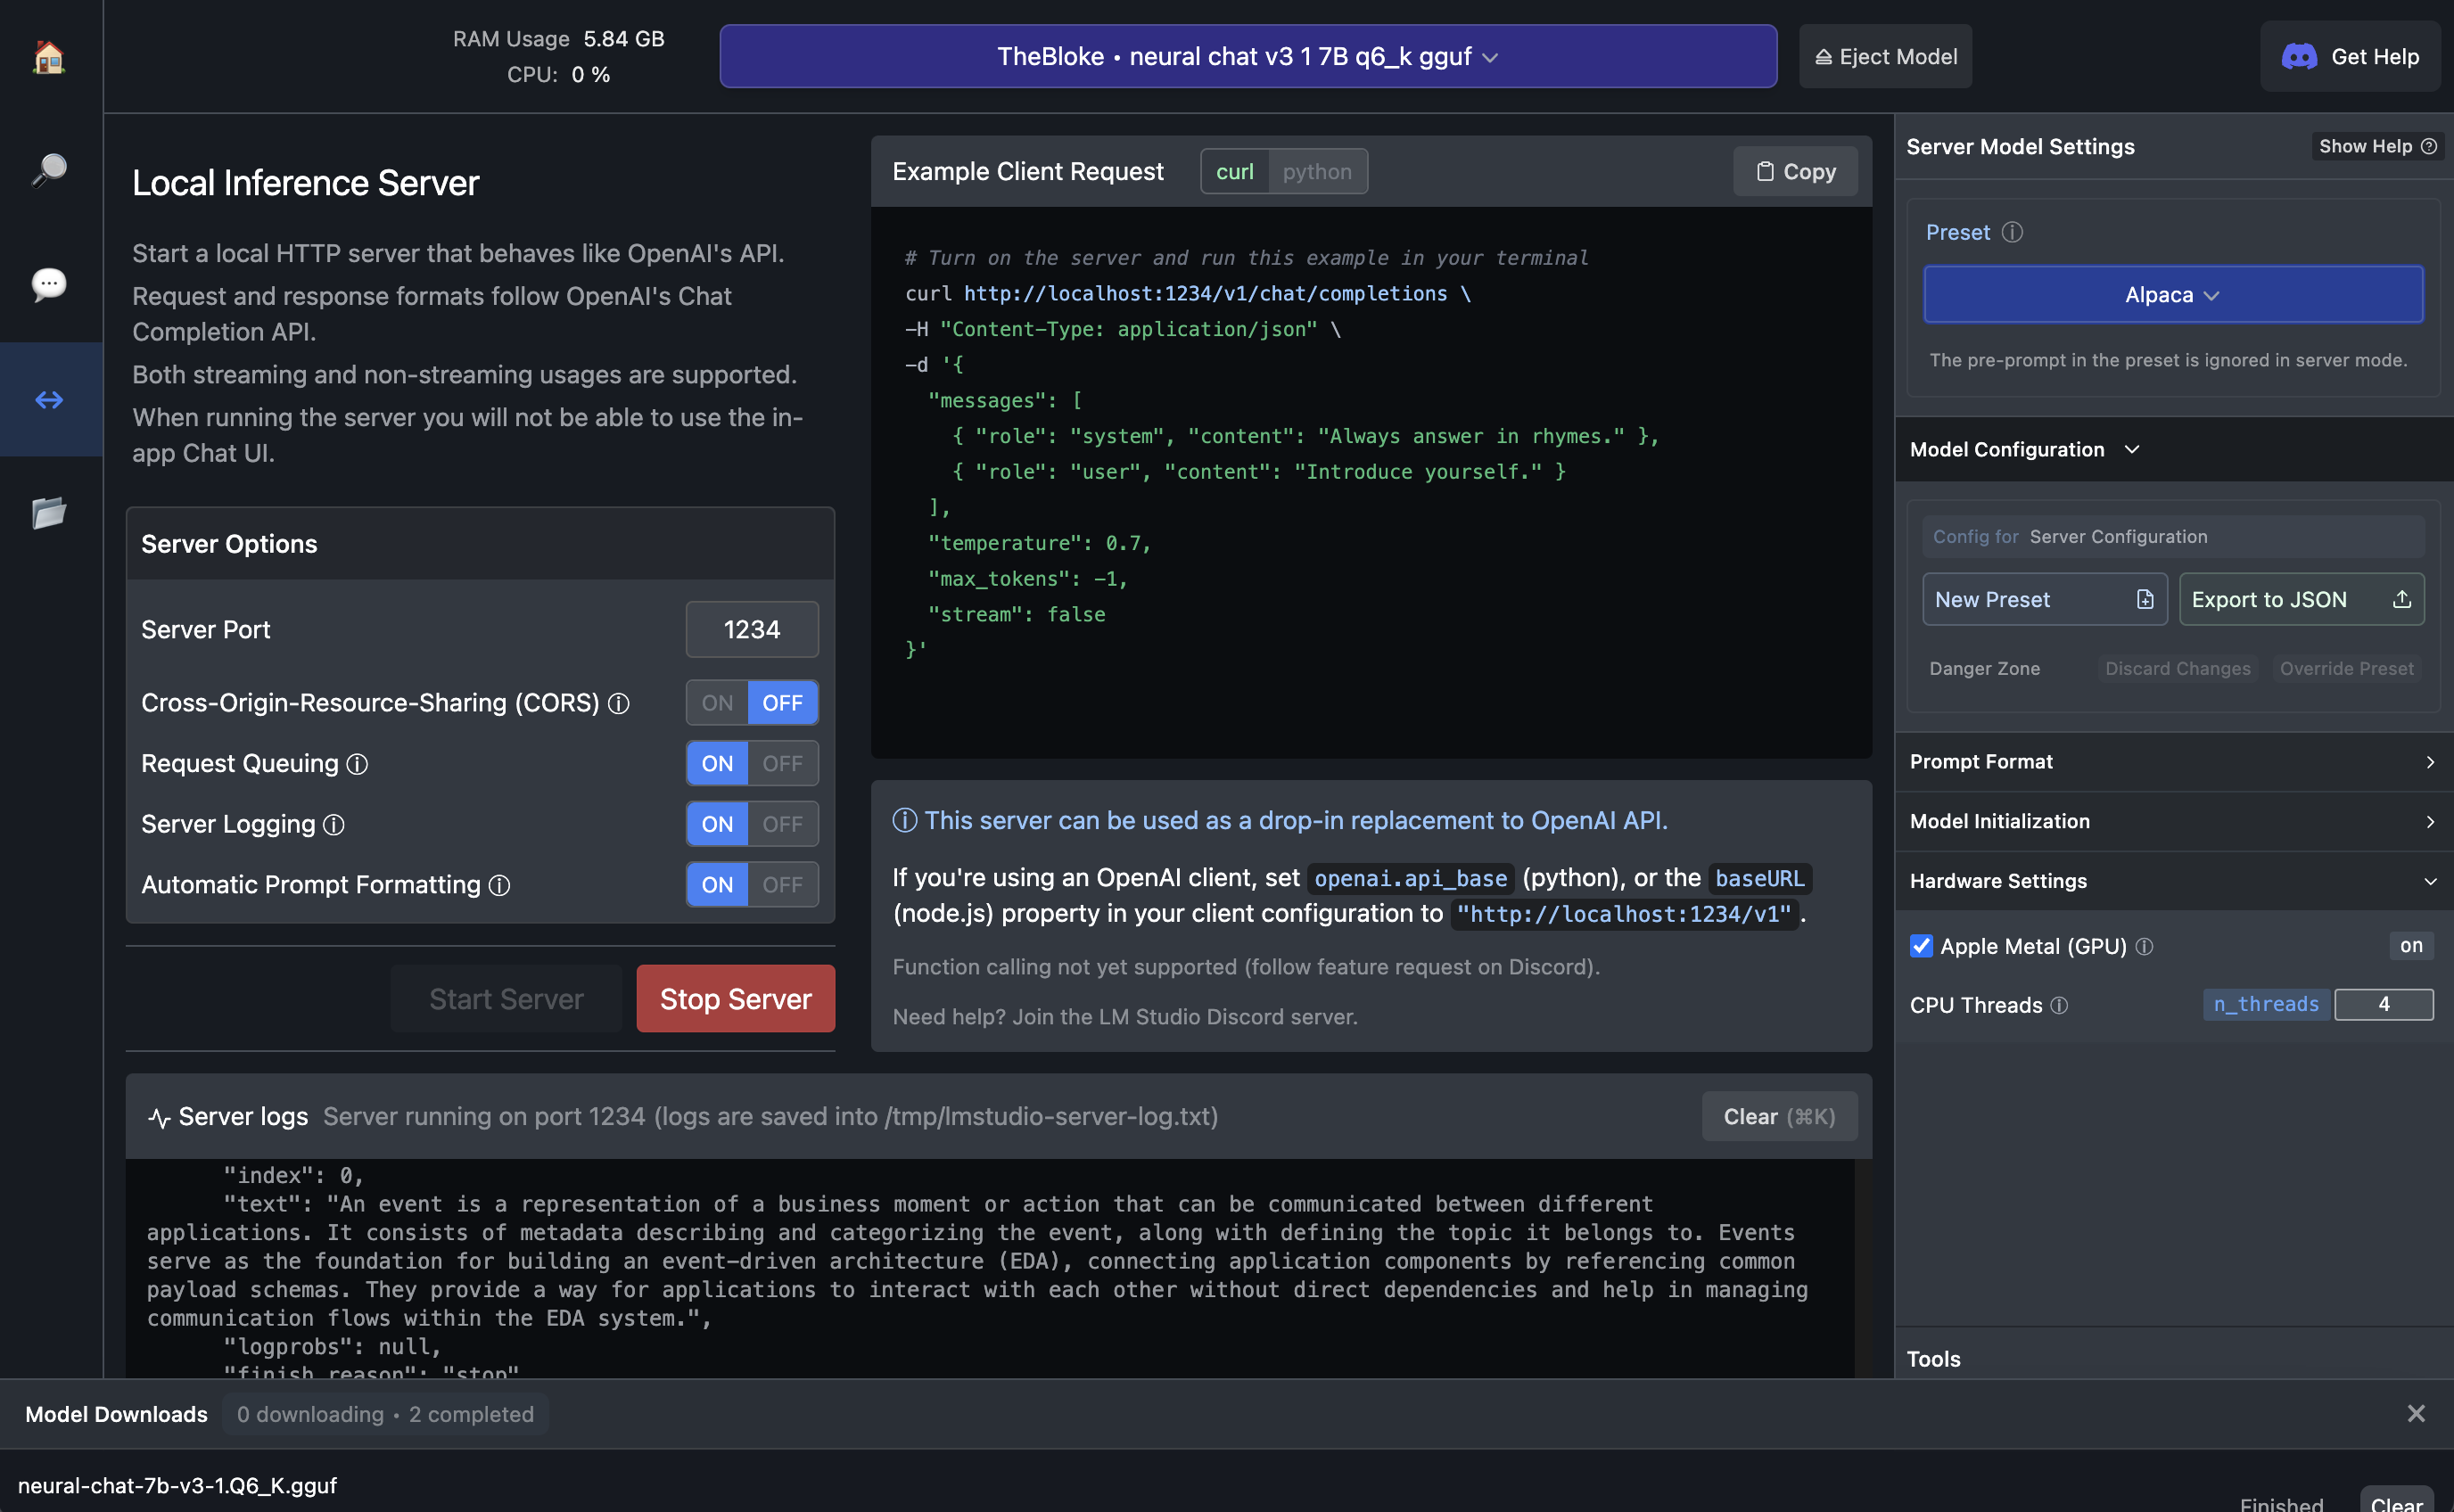 RAM Usage 5.84 GB
CPU: 0 %
TheBloke • neural chat v3 1 7B q6_k gguf
Eject Model
Get Help
Local Inference Server
Start a local HTTP server that behaves like OpenAI's API.
Request and response formats follow OpenAI's Chat
Completion API.
Both streaming and non-streaming usages are supported.
When running the server you will not be able to use the in-
app Chat UI.
Server Options
Server Port 1234
Cross-Origin-Resource-Sharing (CORS) ON OFF
Request Queuing ON OFF
Server Logging ON OFF
Automatic Prompt Formatting ON OFF
Start Server Stop Server
Example Client Request curl python Copy
# Turn on the server and run this example in your terminal
curl http://localhost:1234/v1/chat/completions \
-H "Content-Type: application/json" \
-d '{
"messages": [
{ "role": "system", "content": "Always answer in rhymes." },
{ "role": "user", "content": "Introduce yourself." }
],
"temperature": 0.7,
"max_tokens": -1,
"stream": false
}'
This server can be used as a drop-in replacement to OpenAI API.
If you're using an OpenAI client, set openai.api_base (python), or the baseURL
(node.js) property in your client configuration to "http://localhost:1234/v1".
Function calling not yet supported (follow feature request on Discord).
Need help? Join the LM Studio Discord server.
Server logs Server running on port 1234 (logs are saved into /tmp/lmstudio-server-log.txt) Clear (⌘K)
"index": 0,
"text": "An event is a representation of a business moment or action that can be communicated between different
applications. It consists of metadata describing and categorizing the event, along with defining the topic it belongs to. Events
serve as the foundation for building an event-driven architecture (EDA), connecting application components by referencing common
payload schemas. They provide a way for applications to interact with each other without direct dependencies and help in managing
communication flows within the EDA system.",
"logprobs": null,
"finish_reason": "stop"
Server Model Settings Show Help
Preset
Alpaca
The pre-prompt in the preset is ignored in server mode.
Model Configuration
Config for Server Configuration
New Preset Export to JSON
Danger Zone Discard Changes Override Preset
Prompt Format
Model Initialization
Hardware Settings
Apple Metal (GPU) on
CPU Threads n_threads 4
Tools
Model Downloads 0 downloading • 2 completed
neural-chat-7b-v3-1.Q6_K.gguf
Finished Clear